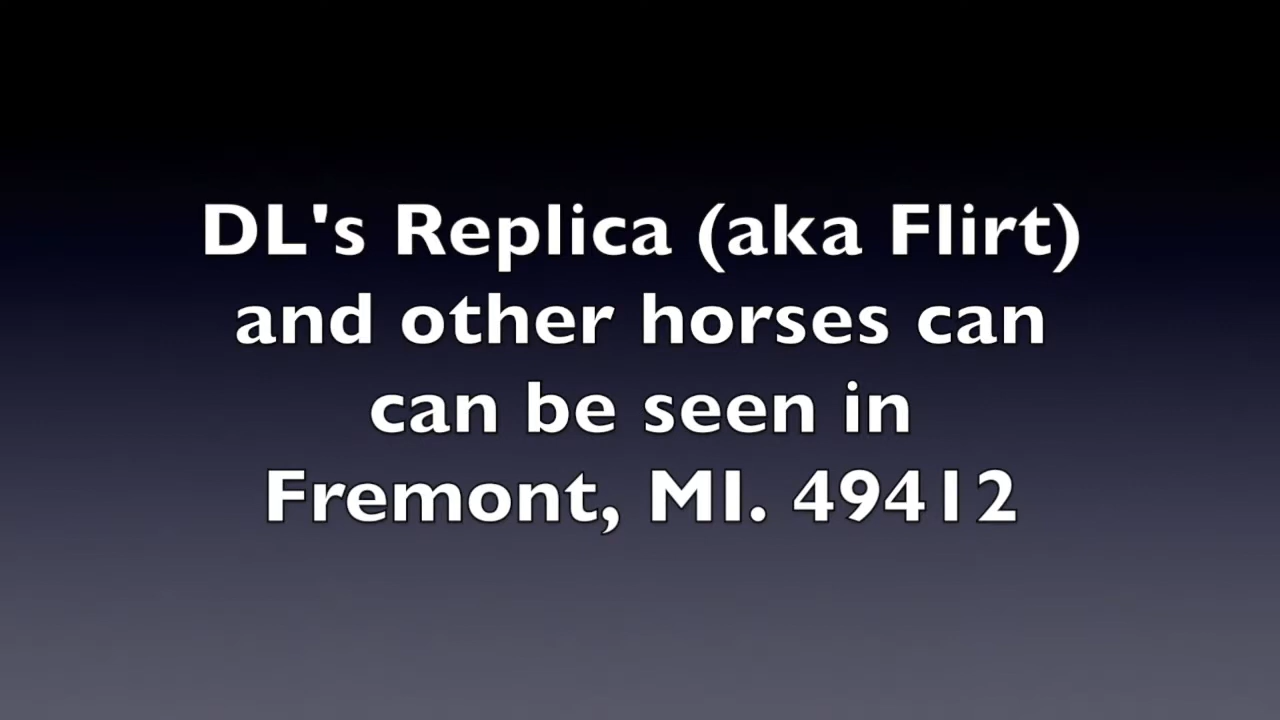 DL's Replica (aka Flirt)
and other horses can
can be seen in
Fremont, MI. 49412